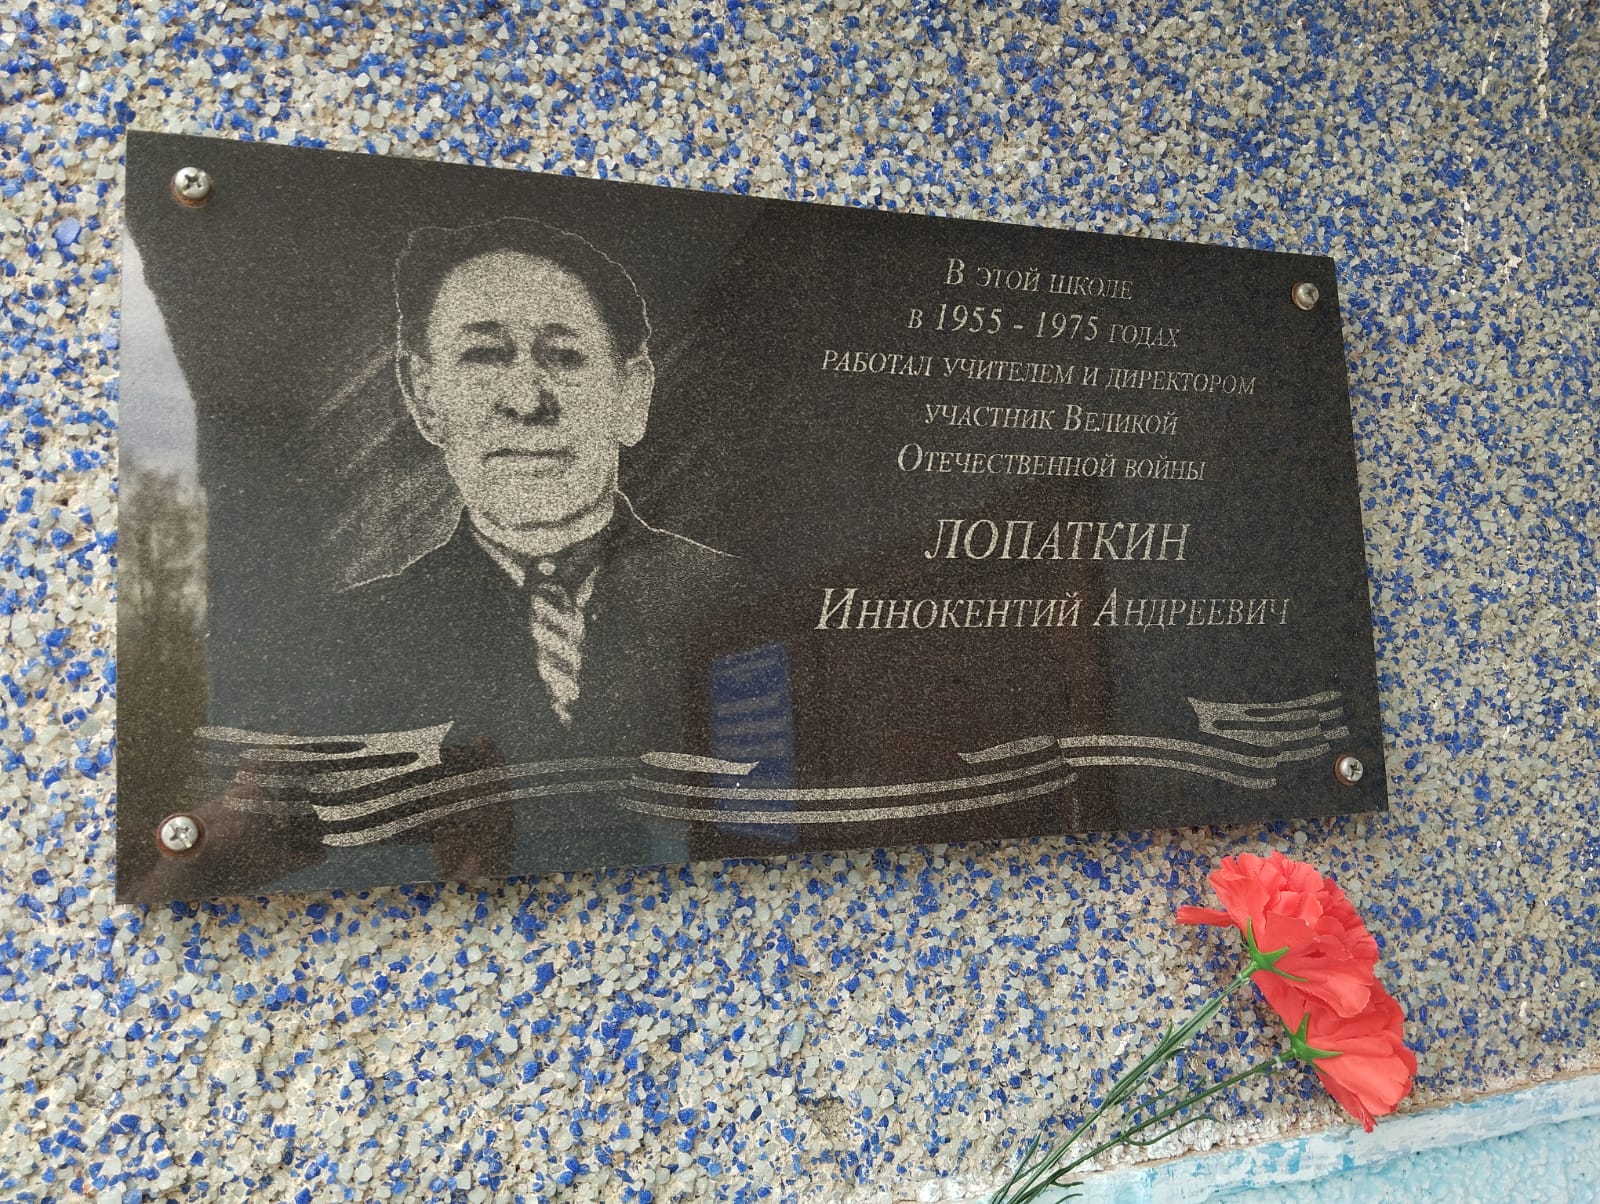 В ЭТОЙ ШКОЛЕ
В 1955 - 1975 ГОДАХ
РАБОТАЛ УЧИТЕЛЕМ И ДИРЕКТОРОМ
УЧАСТНИК ВЕЛИКОЙ
ОТЕЧЕСТВЕННОЙ ВОЙНЫ
ЛОПАТКИН
ИННОКЕНТИЙ АНДРЕЕВИЧ